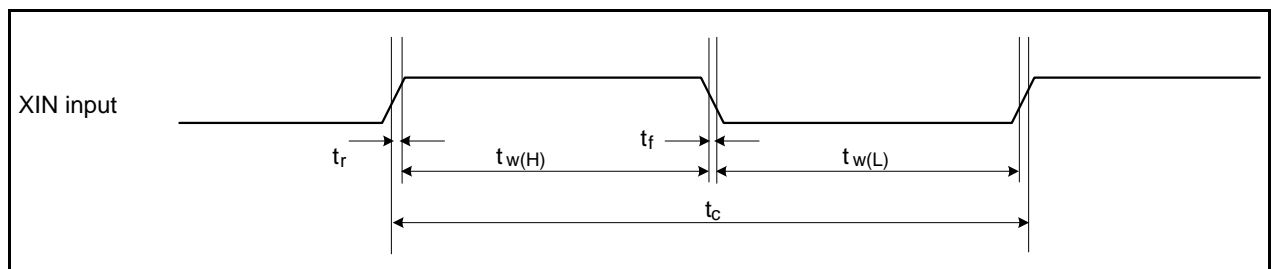 XIN input
tr
tw(H)
tf
tw(L)
tc